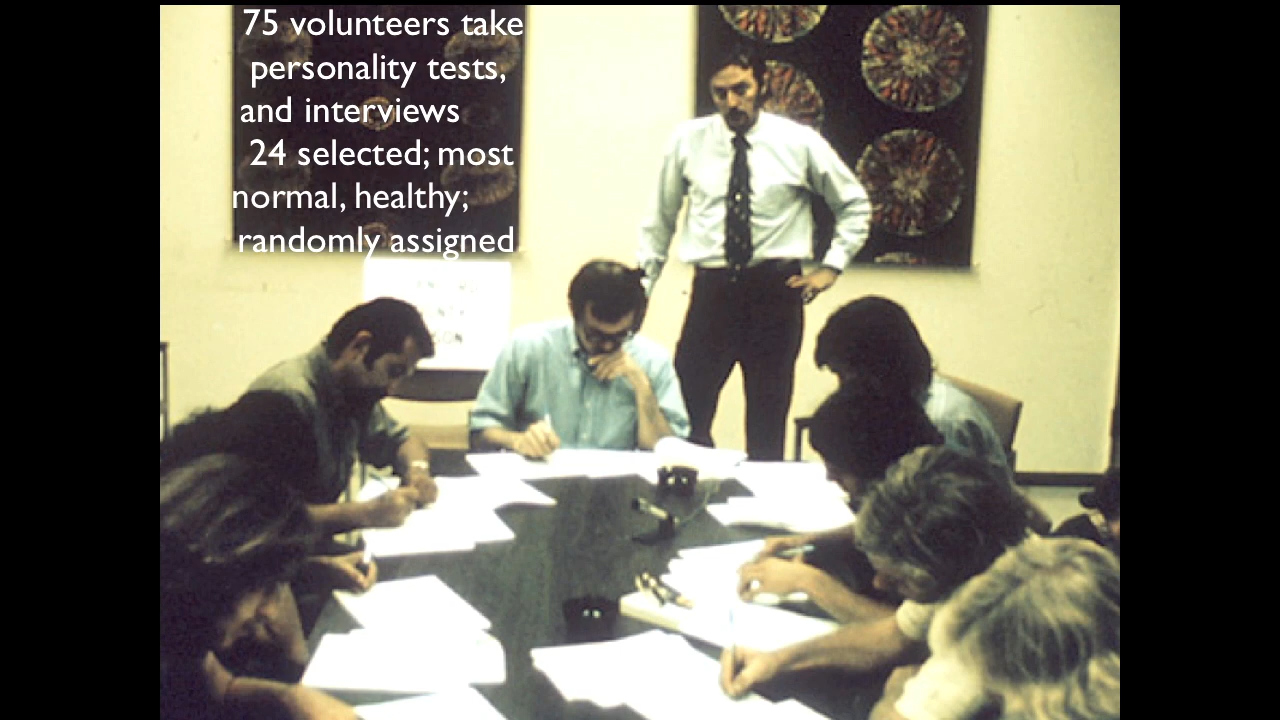 75 volunteers take
personality tests,
and interviews
24 selected; most
normal, healthy;
randomly assigned